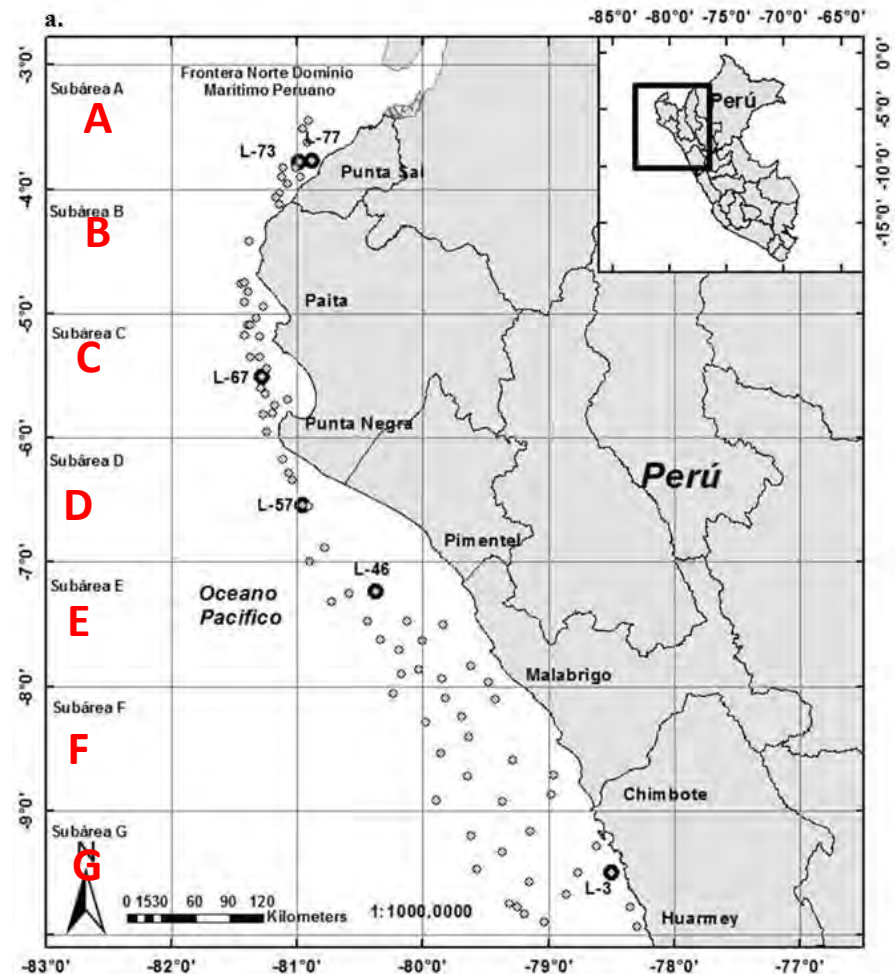 a.
-85°0' -80°0' -75°0' -70°0' -65°0'
0°0'
-5°0'
-10°0'
-15°0'
Perú
-3°0'
Subárea A
A
Frontera Norte Dominio
Marítimo Peruano
L-77
L-73
Punta Sal
-4°0'
Subárea B
B
Paita
-5°0'
Subárea C
C
L-67
Punta Negra
-6°0'
Subárea D
D
Perú
L-57
Pimentel
-7°0'
Subárea E
E
L-46
Oceano
Pacifico
Malabrigo
-8°0'
Subárea F
F
Chimbote
-9°0'
Subárea G
N
G
L-3
0 1530 60 90 120
Kilometers
1:1000.0000
Huarmey
-83°0' -82°0' -81°0' -80°0' -79°0' -78°0' -77°0'